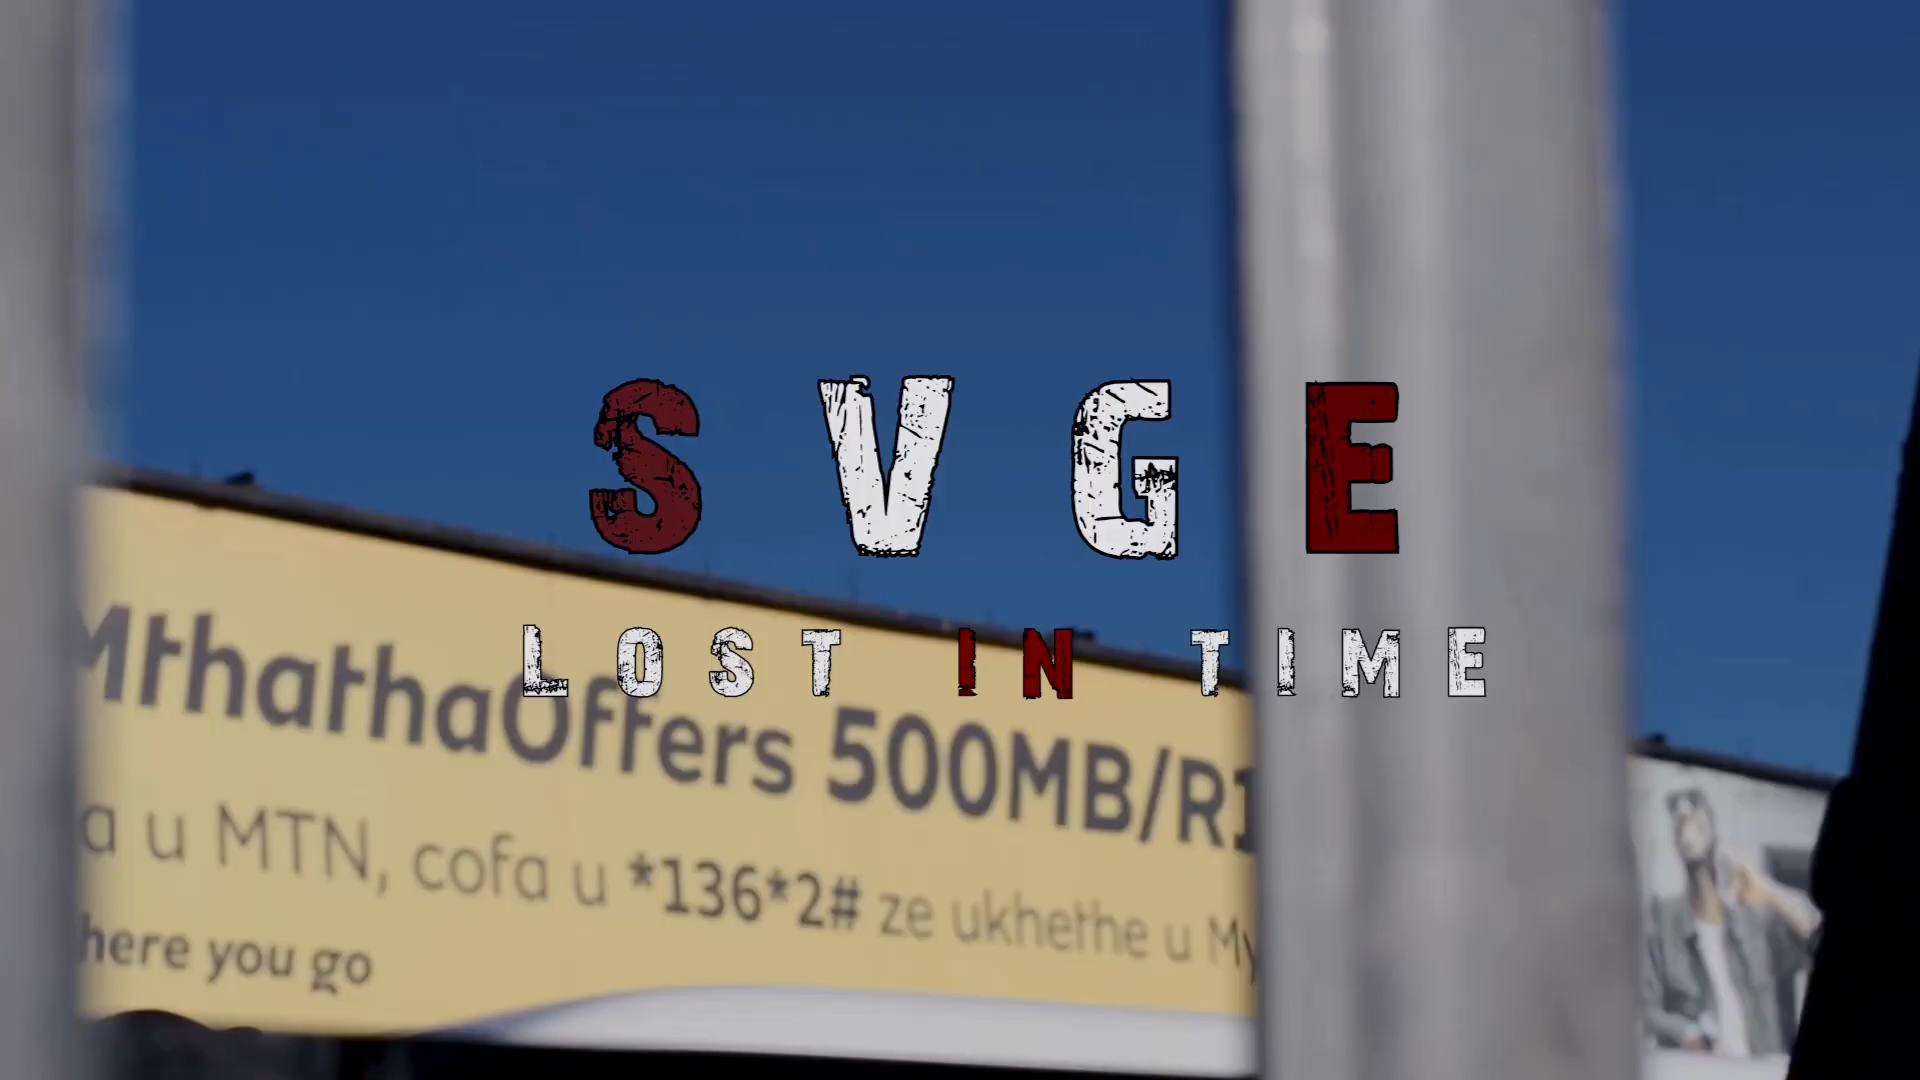 SVGE
LOST IN TIME
MthathaOffers 500MB/R1
a u MTN, cofa u *136*2# ze ukhethe u My
here you go